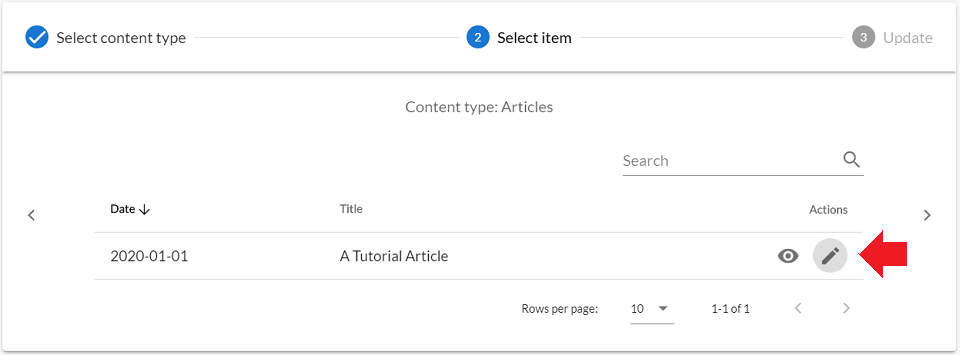 Select content type 2 Select item 3 Update
Content type: Articles
Search
Date Title Actions
2020-01-01 A Tutorial Article
Rows per page: 10 1-1 of 1